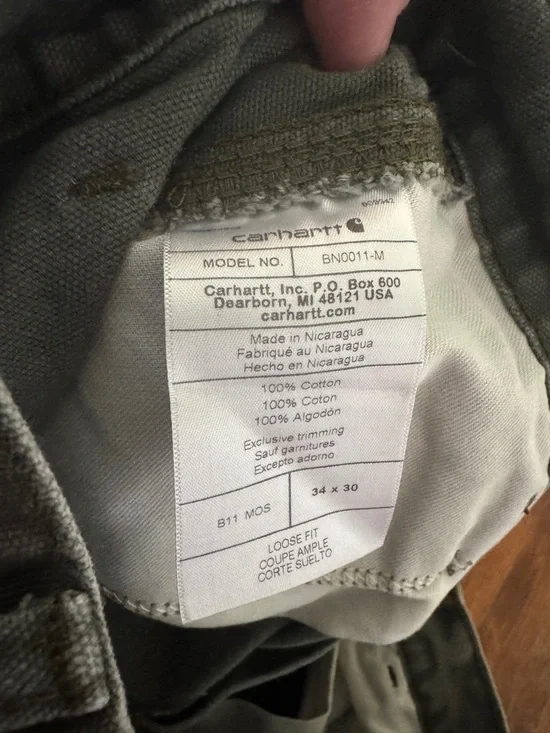 carhartt
MODEL NO. BN0011-M
Carhartt, Inc. P.O. Box 600
Dearborn, MI 48121 USA
carhartt.com
Made in Nicaragua
Fabriqué au Nicaragua
Hecho en Nicaragua
100% Cotton
100% Coton
100% Algodón
Exclusive trimming
Sauf garnitures
Excepto adorno
B11 MOS 34 x 30
LOOSE FIT
COUPE AMPLE
CORTE SUELTO